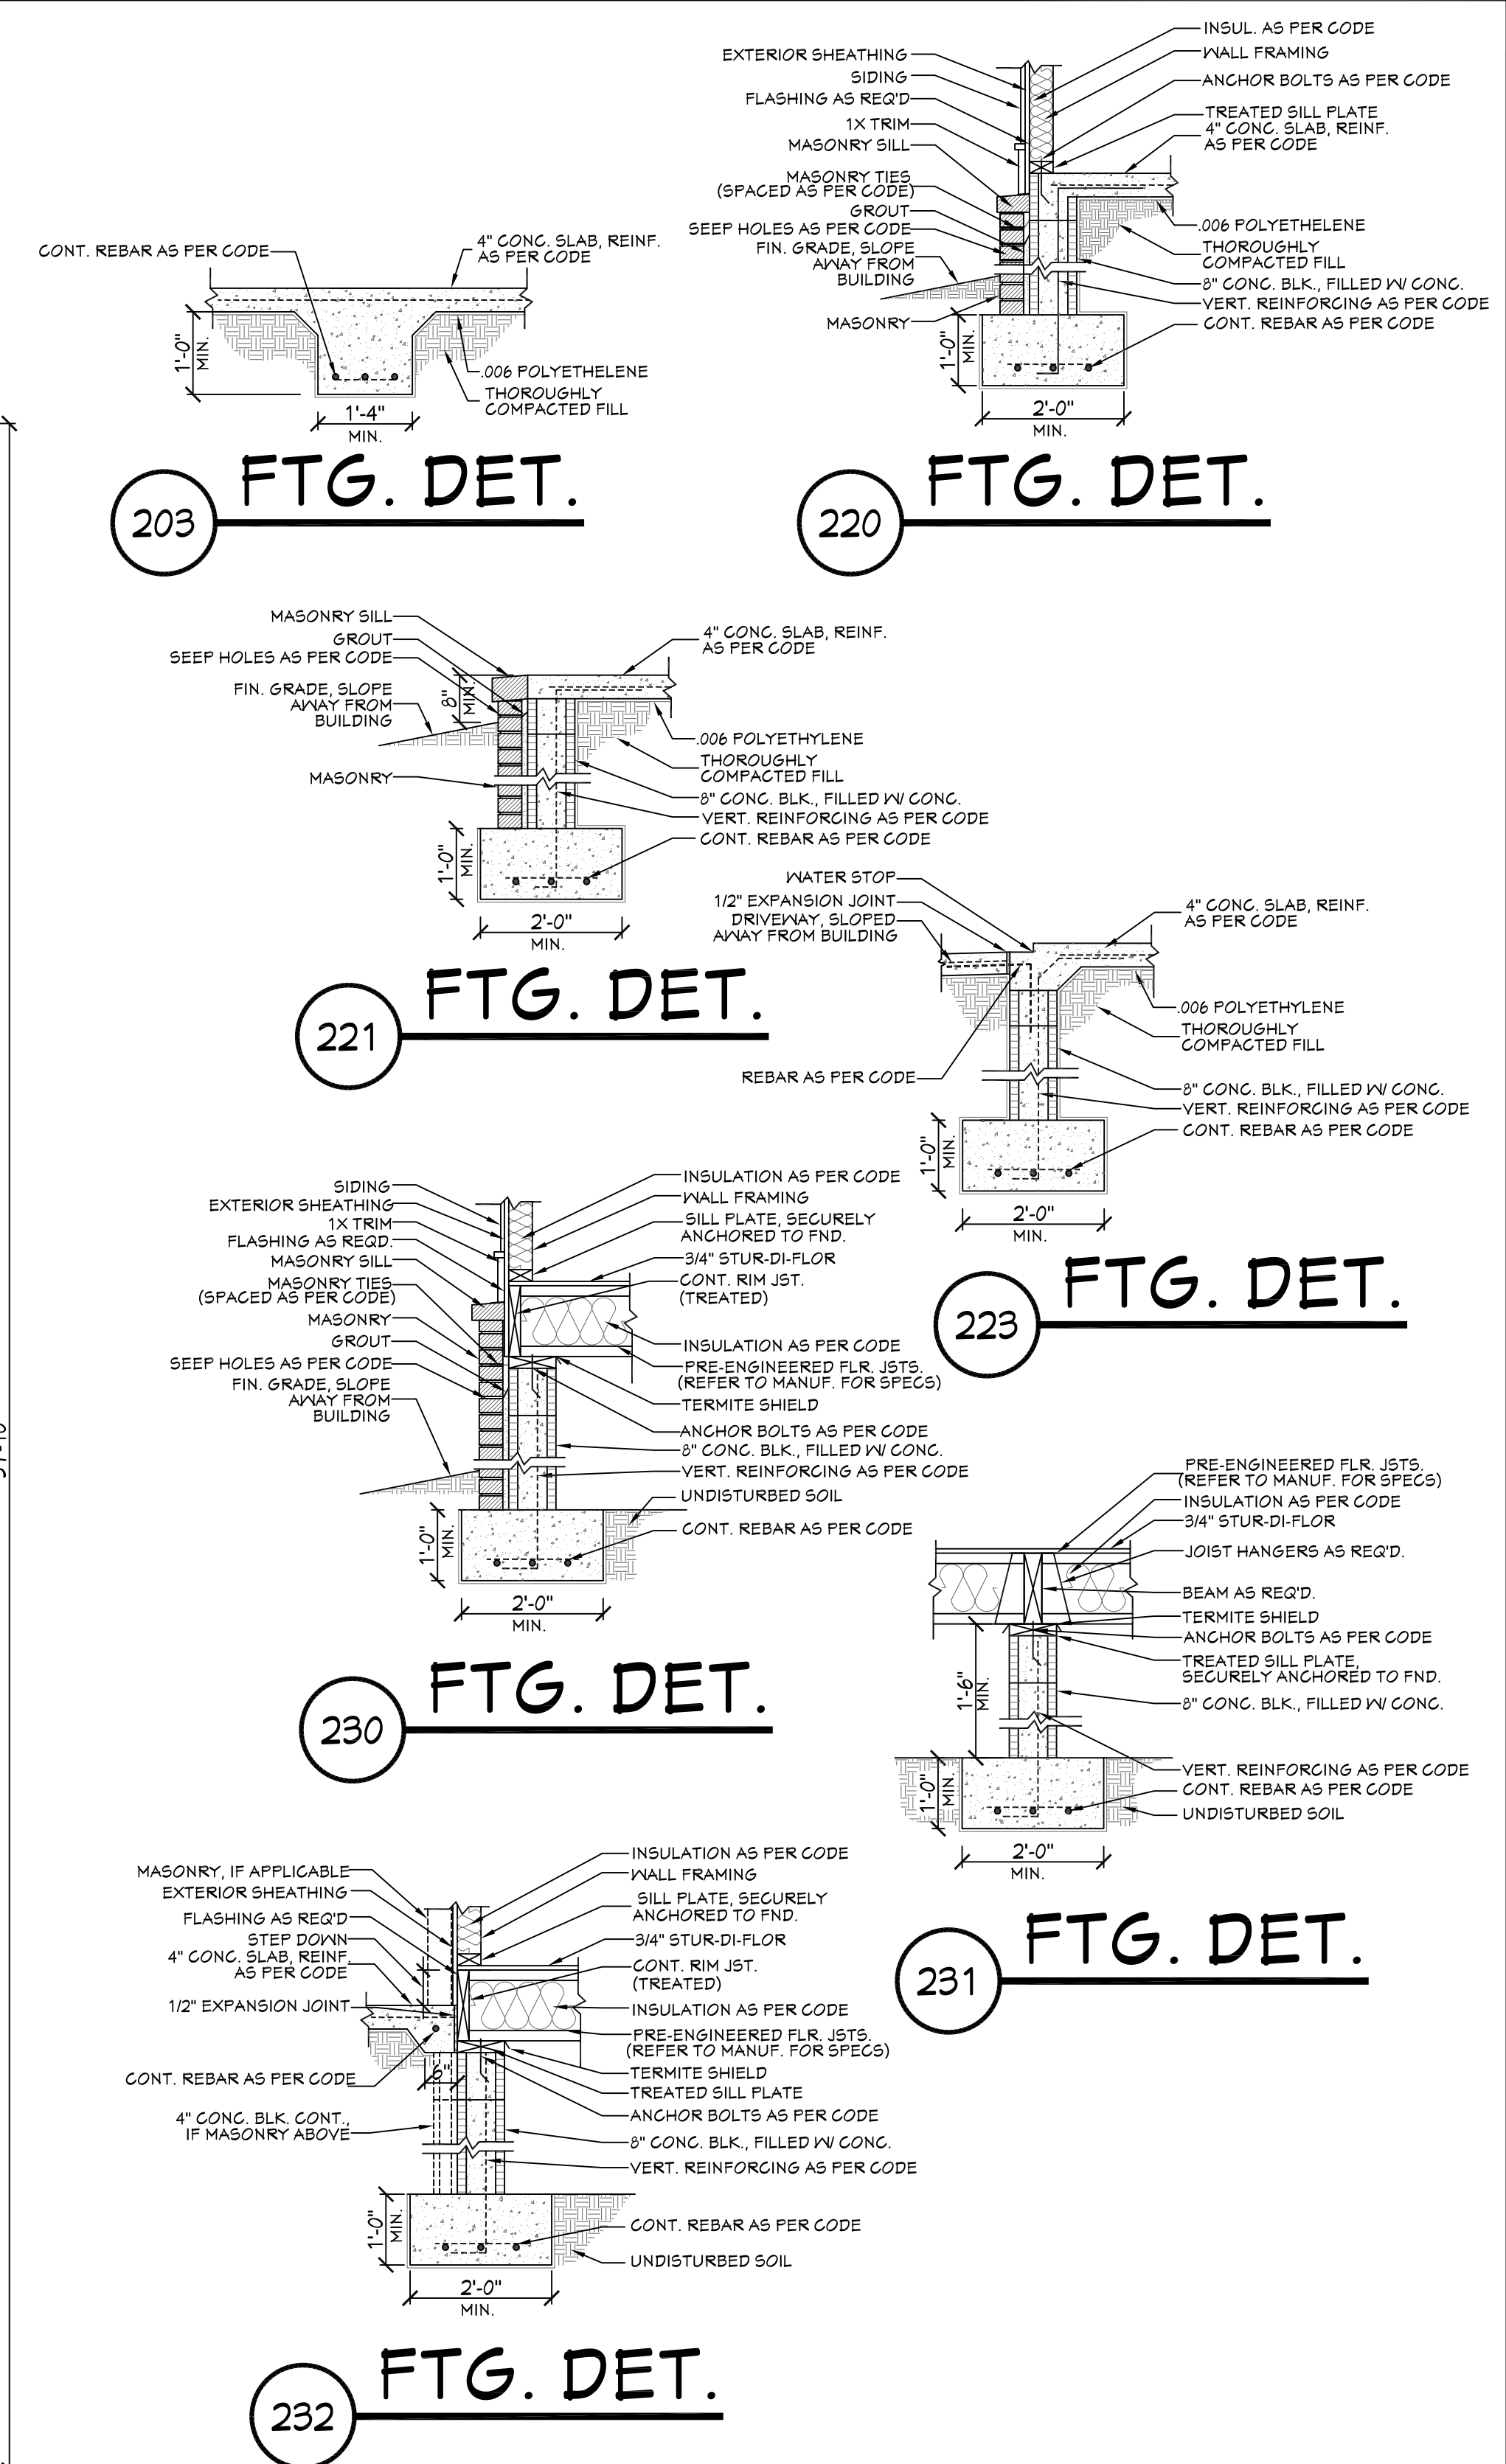 CONT. REBAR AS PER CODE
4" CONC. SLAB, REINF.
AS PER CODE
1'-0"
MIN.
.006 POLYETHELENE
THOROUGHLY
COMPACTED FILL
1'-4"
MIN.
203
FTG. DET.
EXTERIOR SHEATHING
SIDING
FLASHING AS REQ'D
1X TRIM
MASONRY SILL
MASONRY TIES
(SPACED AS PER CODE)
GROUT
SEEP HOLES AS PER CODE
FIN. GRADE, SLOPE
AWAY FROM
BUILDING
MASONRY
INSUL. AS PER CODE
WALL FRAMING
ANCHOR BOLTS AS PER CODE
TREATED SILL PLATE
4" CONC. SLAB, REINF.
AS PER CODE
.006 POLYETHELENE
THOROUGHLY
COMPACTED FILL
8" CONC. BLK., FILLED W/ CONC.
VERT. REINFORCING AS PER CODE
CONT. REBAR AS PER CODE
1'-0"
MIN.
2'-0"
MIN.
220
FTG. DET.
MASONRY SILL
GROUT
SEEP HOLES AS PER CODE
FIN. GRADE, SLOPE
AWAY FROM
BUILDING
MASONRY
8"
MIN.
4" CONC. SLAB, REINF.
AS PER CODE
.006 POLYETHYLENE
THOROUGHLY
COMPACTED FILL
8" CONC. BLK., FILLED W/ CONC.
VERT. REINFORCING AS PER CODE
CONT. REBAR AS PER CODE
1'-0"
MIN.
2'-0"
MIN.
221
FTG. DET.
WATER STOP
1/2" EXPANSION JOINT
DRIVEWAY, SLOPED
AWAY FROM BUILDING
REBAR AS PER CODE
4" CONC. SLAB, REINF.
AS PER CODE
.006 POLYETHYLENE
THOROUGHLY
COMPACTED FILL
8" CONC. BLK., FILLED W/ CONC.
VERT. REINFORCING AS PER CODE
CONT. REBAR AS PER CODE
1'-0"
MIN.
2'-0"
MIN.
223
FTG. DET.
SIDING
EXTERIOR SHEATHING
1X TRIM
FLASHING AS REQD.
MASONRY SILL
MASONRY TIES
(SPACED AS PER CODE)
MASONRY
GROUT
SEEP HOLES AS PER CODE
FIN. GRADE, SLOPE
AWAY FROM
BUILDING
INSULATION AS PER CODE
WALL FRAMING
SILL PLATE, SECURELY
ANCHORED TO FND.
3/4" STUR-DI-FLOR
CONT. RIM JST.
(TREATED)
INSULATION AS PER CODE
PRE-ENGINEERED FLR. JSTS.
(REFER TO MANUF. FOR SPECS)
TERMITE SHIELD
ANCHOR BOLTS AS PER CODE
8" CONC. BLK., FILLED W/ CONC.
VERT. REINFORCING AS PER CODE
UNDISTURBED SOIL
CONT. REBAR AS PER CODE
1'-0"
MIN.
2'-0"
MIN.
230
FTG. DET.
PRE-ENGINEERED FLR. JSTS.
(REFER TO MANUF. FOR SPECS)
INSULATION AS PER CODE
3/4" STUR-DI-FLOR
JOIST HANGERS AS REQ'D.
BEAM AS REQ'D.
TERMITE SHIELD
ANCHOR BOLTS AS PER CODE
TREATED SILL PLATE,
SECURELY ANCHORED TO FND.
8" CONC. BLK., FILLED W/ CONC.
VERT. REINFORCING AS PER CODE
CONT. REBAR AS PER CODE
UNDISTURBED SOIL
1'-6"
MIN.
1'-0"
MIN.
2'-0"
MIN.
231
FTG. DET.
MASONRY, IF APPLICABLE
EXTERIOR SHEATHING
FLASHING AS REQ'D
STEP DOWN
4" CONC. SLAB, REINF.
AS PER CODE
1/2" EXPANSION JOINT
CONT. REBAR AS PER CODE
6"
4" CONC. BLK. CONT.,
IF MASONRY ABOVE
INSULATION AS PER CODE
WALL FRAMING
SILL PLATE, SECURELY
ANCHORED TO FND.
3/4" STUR-DI-FLOR
CONT. RIM JST.
(TREATED)
INSULATION AS PER CODE
PRE-ENGINEERED FLR. JSTS.
(REFER TO MANUF. FOR SPECS)
TERMITE SHIELD
TREATED SILL PLATE
ANCHOR BOLTS AS PER CODE
8" CONC. BLK., FILLED W/ CONC.
VERT. REINFORCING AS PER CODE
CONT. REBAR AS PER CODE
UNDISTURBED SOIL
1'-0"
MIN.
2'-0"
MIN.
232
FTG. DET.